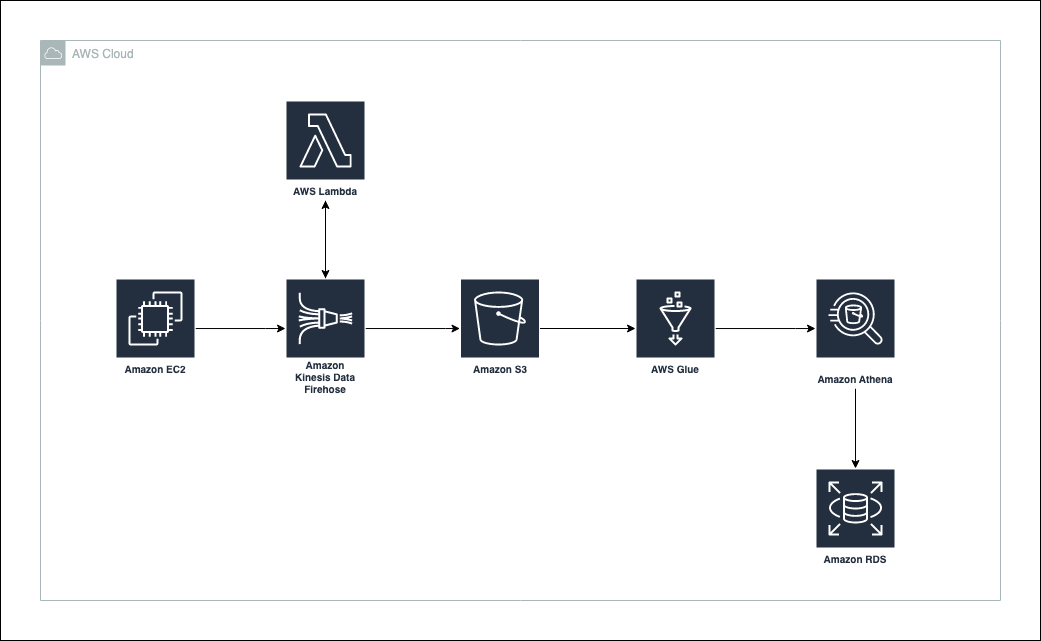 AWS Cloud
AWS Lambda
Amazon EC2
Amazon
Kinesis Data
Firehose
Amazon S3
AWS Glue
Amazon Athena
Amazon RDS